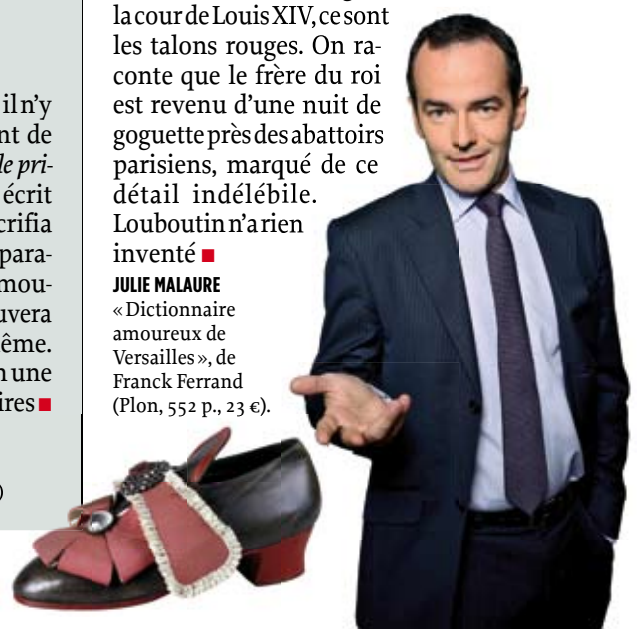 il n'y
nt de
le pri-
écrit
crifia
para-
mou-
uvera
ême.
n une
ires ■
)
la cour de Louis XIV, ce sont
les talons rouges. On ra-
conte que le frère du roi
est revenu d'une nuit de
goguette près des abattoirs
parisiens, marqué de ce
détail indélébile.
Louboutin n'a rien
inventé ■
JULIE MALAURE
« Dictionnaire
amoureux de
Versailles », de
Franck Ferrand
(Plon, 552 p., 23 €).